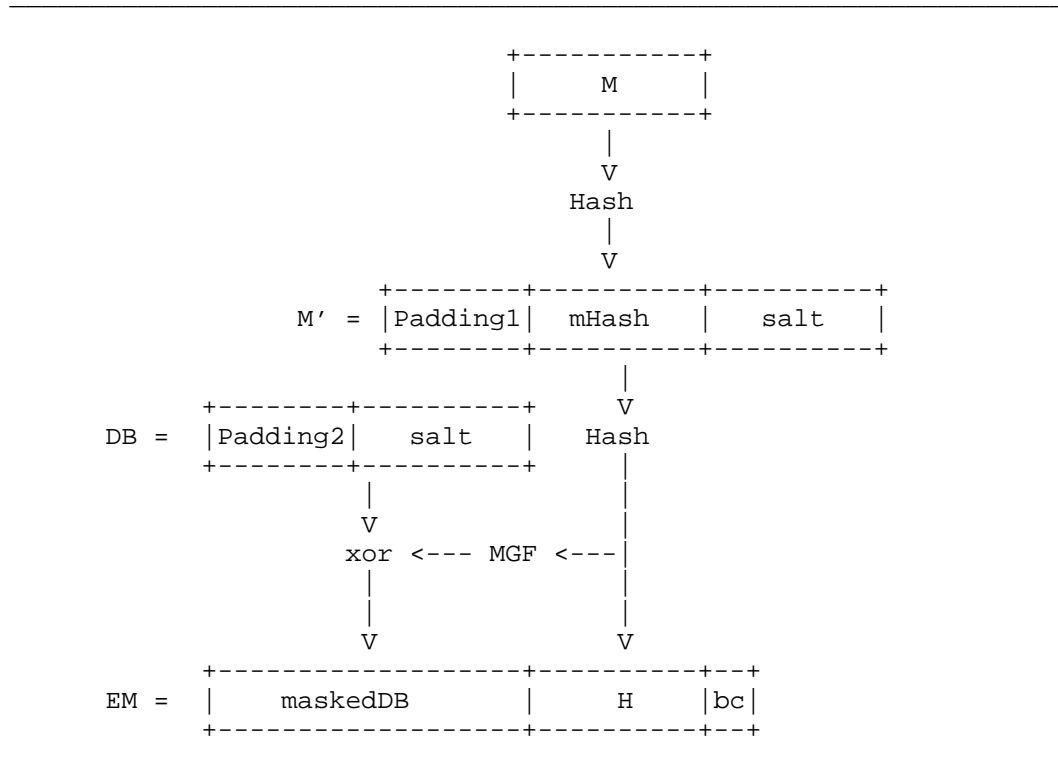 M
Hash
M' = Padding1 mHash salt
V
DB = Padding2 salt Hash
V
xor <--- MGF <---
V V
EM = maskedDB H bc